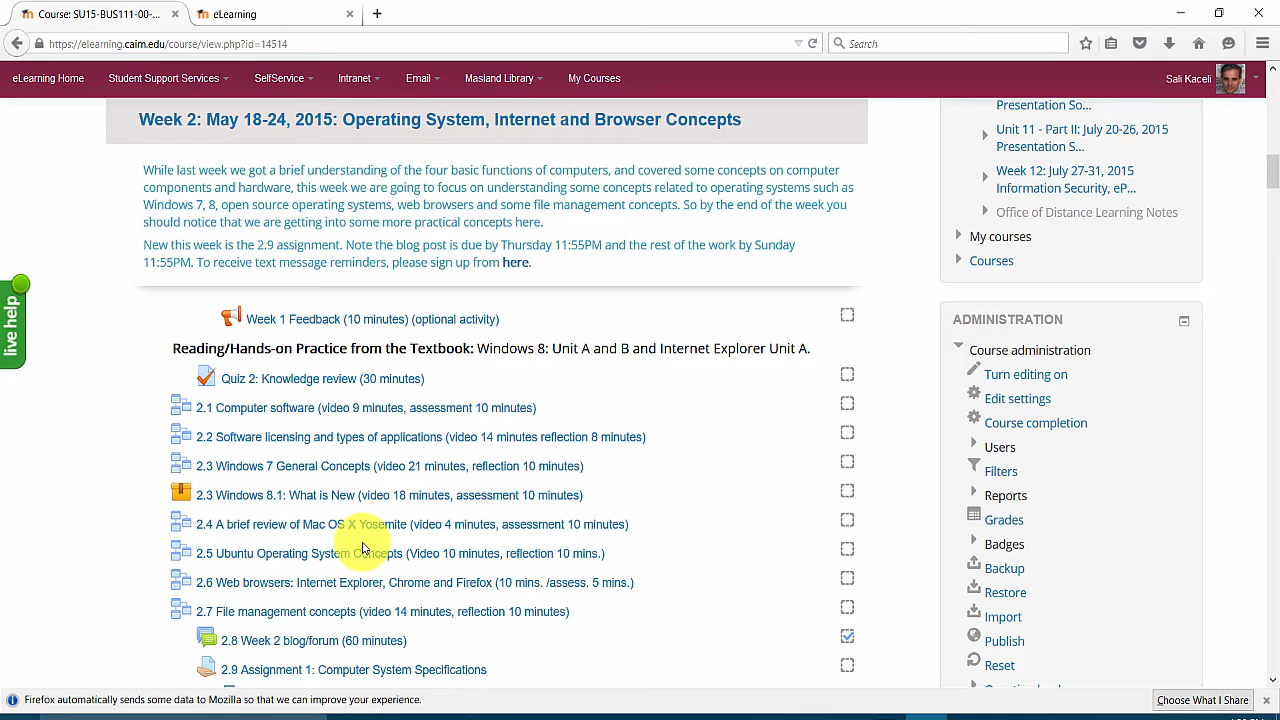 Course: SU15-BUS111-00-...
eLearning
https://elearning.caim.edu/course/view.php?id=14514
Search
eLearning Home
Student Support Services
SelfService
Intranet
Email
Masland Library
My Courses
Sali Kaceli
Week 2: May 18-24, 2015: Operating System, Internet and Browser Concepts
While last week we got a brief understanding of the four basic functions of computers, and covered some concepts on computer
components and hardware, this week we are going to focus on understanding some concepts related to operating systems such as
Windows 7, 8, open source operating systems, web browsers and some file management concepts. So by the end of the week you
should notice that we are getting into some more practical concepts here.
New this week is the 2.9 assignment. Note the blog post is due by Thursday 11:55PM and the rest of the work by Sunday
11:55PM. To receive text message reminders, please sign up from here.
live help
Week 1 Feedback (10 minutes) (optional activity)
Reading/Hands-on Practice from the Textbook: Windows 8: Unit A and B and Internet Explorer Unit A.
Quiz 2: Knowledge review (30 minutes)
2.1 Computer software (video 9 minutes, assessment 10 minutes)
2.2 Software licensing and types of applications (video 14 minutes reflection 8 minutes)
2.3 Windows 7 General Concepts (video 21 minutes, reflection 10 minutes)
2.3 Windows 8.1: What is New (video 18 minutes, assessment 10 minutes)
2.4 A brief review of Mac OS X Yosemite (video 4 minutes, assessment 10 minutes)
2.5 Ubuntu Operating System Concepts (Video 10 minutes, reflection 10 mins.)
2.6 Web browsers: Internet Explorer, Chrome and Firefox (10 mins. /assess. 5 mins.)
2.7 File management concepts (video 14 minutes, reflection 10 minutes)
2.8 Week 2 blog/forum (60 minutes)
2.9 Assignment 1: Computer System Specifications
Presentation So...
Unit 11 - Part II: July 20-26, 2015
Presentation S...
Week 12: July 27-31, 2015
Information Security, eP...
Office of Distance Learning Notes
My courses
Courses
ADMINISTRATION
Course administration
Turn editing on
Edit settings
Course completion
Users
Filters
Reports
Grades
Badges
Backup
Restore
Import
Publish
Reset
Firefox automatically sends some data to Mozilla so that we can improve your experience.
Choose What I Share